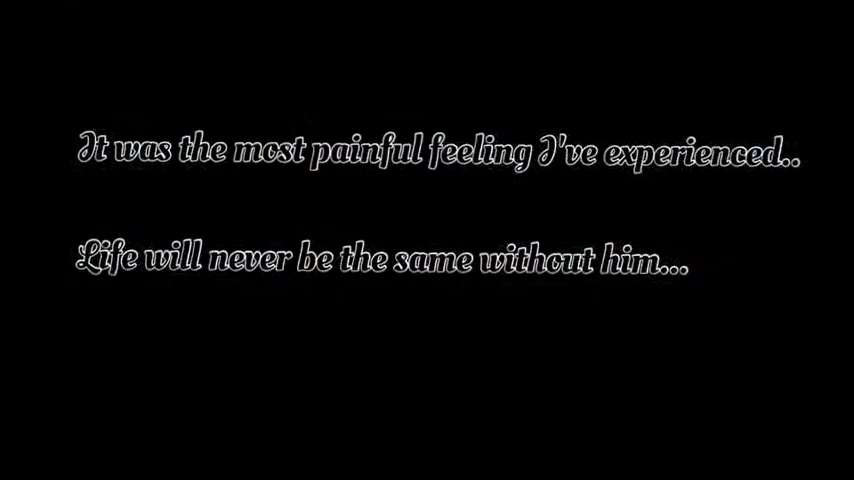 It was the most painful feeling I've experienced..
Life will never be the same without him...